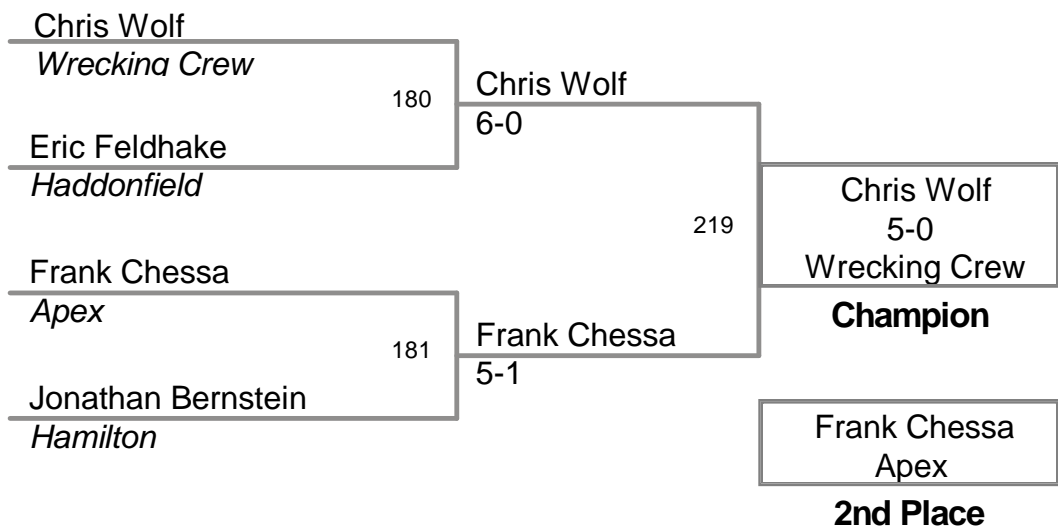 Chris Wolf
Wrecking Crew
180
Eric Feldhake
Haddonfield
Chris Wolf
6-0
Frank Chessa
Apex
181
Jonathan Bernstein
Hamilton
Frank Chessa
5-1
219
Chris Wolf
5-0
Wrecking Crew
Champion
Frank Chessa
Apex
2nd Place